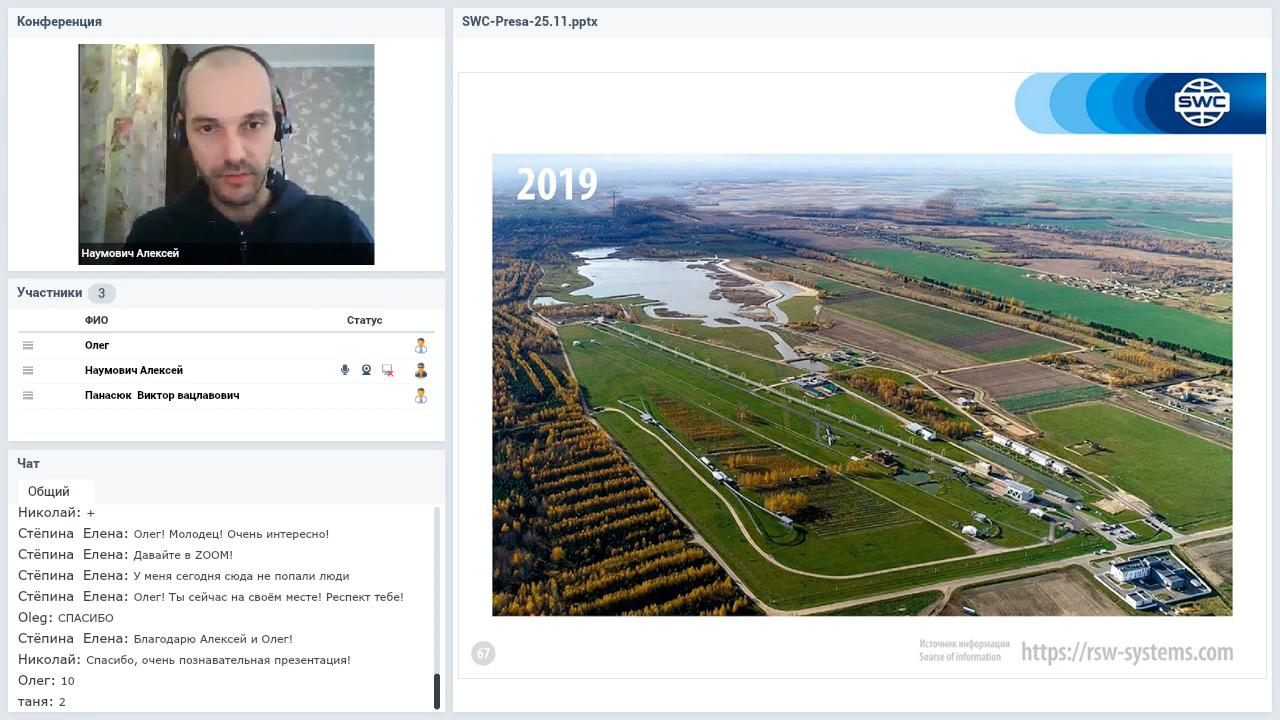 Конференция
Наумович Алексей
Участники 3
ФИО Статус
Олег
Наумович Алексей
Панасюк Виктор вацлавович
Чат
Общий
Николай: +
Стёпина Елена: Олег! Молодец! Очень интересно!
Стёпина Елена: Давайте в ZOOM!
Стёпина Елена: У меня сегодня сюда не попали люди
Стёпина Елена: Олег! Ты сейчас на своём месте! Респект тебе!
Oleg: СПАСИБО
Стёпина Елена: Благодарю Алексей и Олег!
Николай: Спасибо, очень познавательная презентация!
Олег: 10
таня: 2
SWC-Presa-25.11.pptx
SWC
2019
67
Источник информации
Sourse of information
https://rsw-systems.com